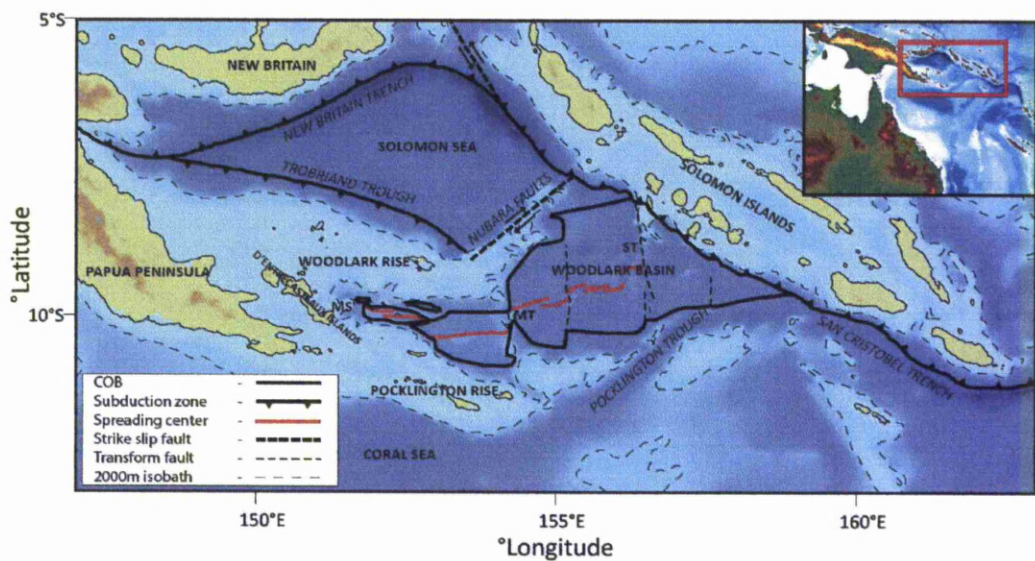 5°S
NEW BRITAIN
NEW BRITAIN TRENCH
SOLOMON SEA
TROBRIAND TROUGH
NUBARA FAULTS
SOLOMON ISLANDS
ST
WOODLARK RISE
WOODLARK BASIN
PAPUA PENINSULA
D'ENTRECASTEAUX ISLANDS
MS
MT
10°S
SAN CRISTOBEL TRENCH
POCKLINGTON TROUGH
POCKLINGTON RISE
CORAL SEA
COB -
Subduction zone -
Spreading center -
Strike slip fault -
Transform fault -
2000m isobath -
150°E
155°E
160°E
°Longitude
°Latitude